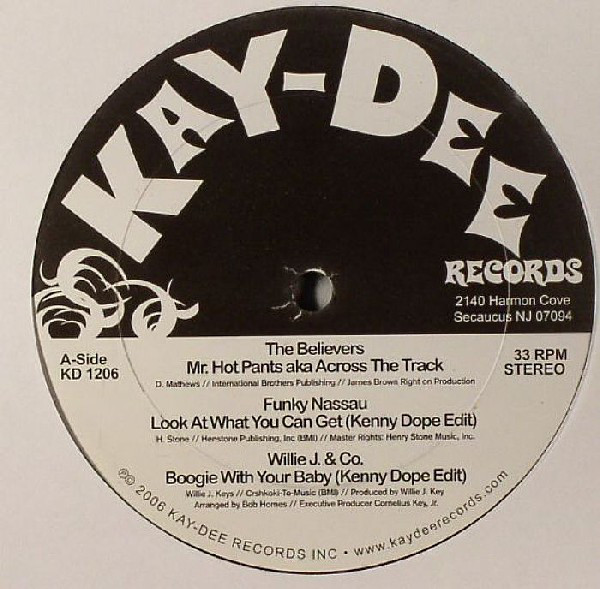 KAY-DEE
RECORDS
2140 Harmon Cove
Secaucus NJ 07094
A-Side
KD 1206
33 RPM
STEREO
The Believers
Mr. Hot Pants aka Across The Track
D. Mathews // International Brothers Publishing // James Brown Right on Production
Funky Nassau
Look At What You Can Get (Kenny Dope Edit)
H. Stone // Henstone Publishing, Inc (BMI) // Master Rights: Henry Stone Music, Inc.
Willie J. & Co.
Boogie With Your Baby (Kenny Dope Edit)
Willie J. Keys // Crshkoki-To-Music (BMI) // Produced by Willie J. Key
Arranged by Bob Homes // Executive Producer Cornelius Key, Jr.
℗© 2006 KAY-DEE RECORDS INC • www.kaydeerecords.com